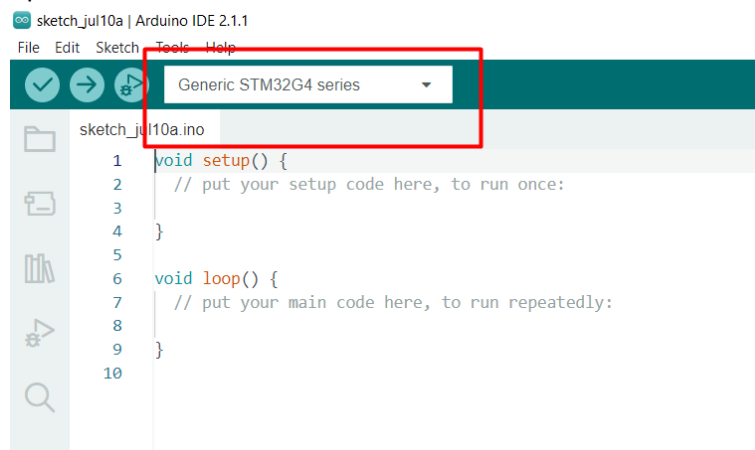 sketch_jul10a | Arduino IDE 2.1.1
File Edit Sketch Tools Help
Generic STM32G4 series
sketch_jul10a.ino
1 void setup() {
2 // put your setup code here, to run once:
3
4 }
5
6 void loop() {
7 // put your main code here, to run repeatedly:
8
9 }
10